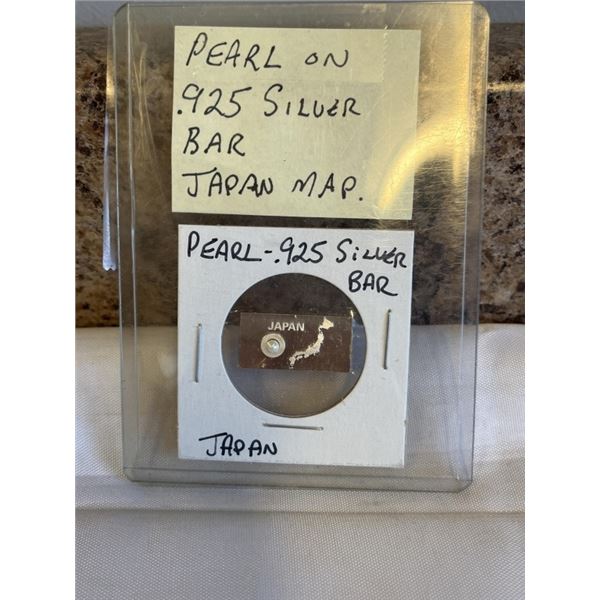 PEARL ON
.925 SILVER
BAR
JAPAN MAP.
PEARL-.925 SILVER
BAR
JAPAN
JAPAN